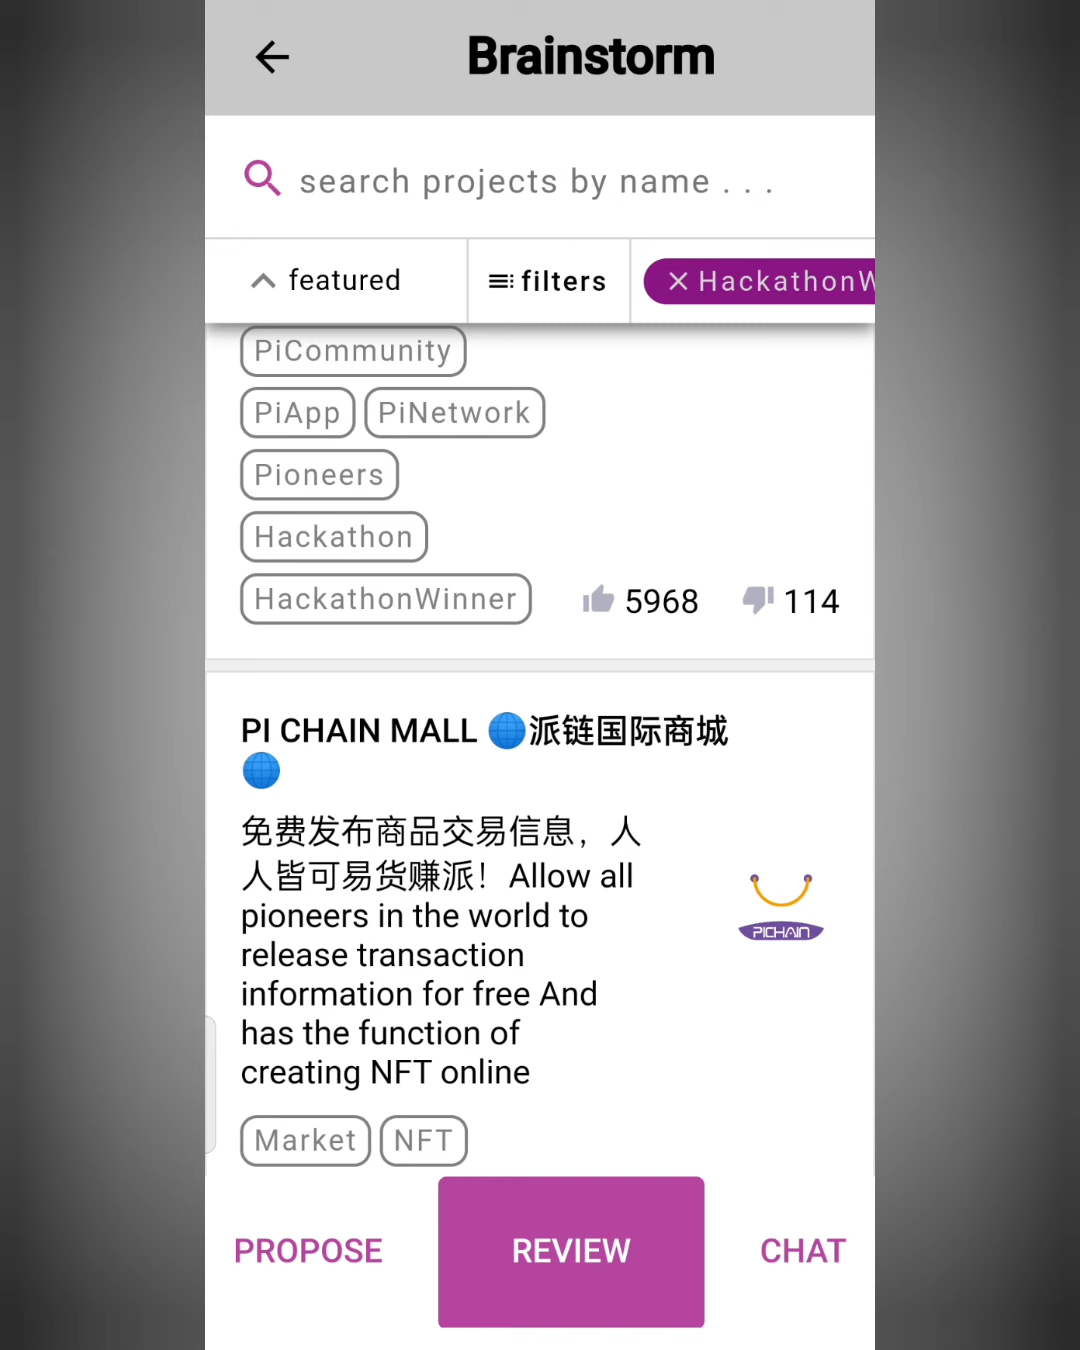 Brainstorm
search projects by name . . .
featured
filters
HackathonW
PiCommunity
PiApp PiNetwork
Pioneers
Hackathon
HackathonWinner 5968 114
PI CHAIN MALL 🌐派链国际商城
🌐
免费发布商品交易信息，人
人皆可易货赚派！Allow all
pioneers in the world to
release transaction
information for free And
has the function of
creating NFT online
PICHAIN
Market NFT
PROPOSE REVIEW CHAT